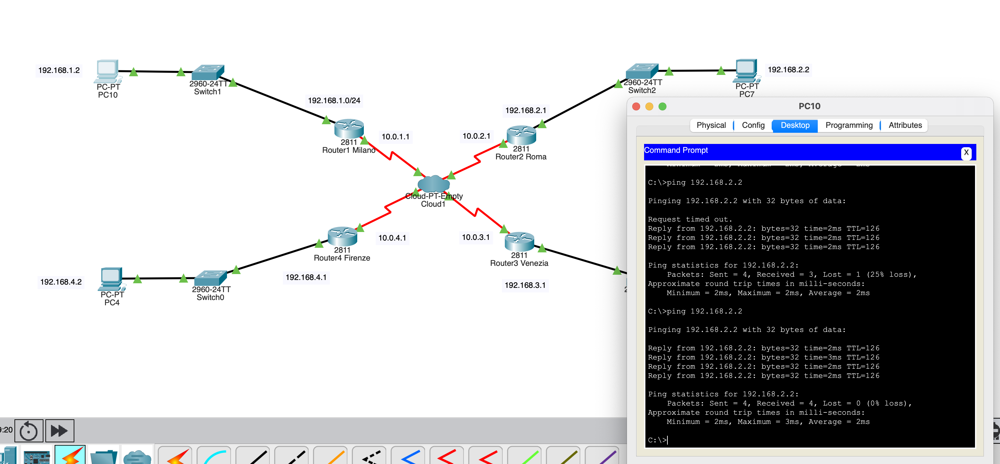 192.168.1.2
PC-PT
PC10
2960-24TT
Switch1
192.168.1.0/24
2811
Router1 Milano
10.0.1.1
10.0.2.1
192.168.2.1
2811
Router2 Roma
2960-24TT
Switch2
PC-PT
PC7
192.168.2.2
Cloud-PT-Empty
Cloud1
10.0.4.1
2811
Router4 Firenze
192.168.4.1
10.0.3.1
2811
Router3 Venezia
192.168.3.1
192.168.4.2
PC-PT
PC4
2960-24TT
Switch0
2
PC10
Physical Config Desktop Programming Attributes
Command Prompt
X
Minimum = 2ms, Maximum = 2ms, Average = 2ms
C:\>ping 192.168.2.2
Pinging 192.168.2.2 with 32 bytes of data:
Request timed out.
Reply from 192.168.2.2: bytes=32 time=2ms TTL=126
Reply from 192.168.2.2: bytes=32 time=2ms TTL=126
Reply from 192.168.2.2: bytes=32 time=2ms TTL=126
Ping statistics for 192.168.2.2:
Packets: Sent = 4, Received = 3, Lost = 1 (25% loss),
Approximate round trip times in milli-seconds:
Minimum = 2ms, Maximum = 2ms, Average = 2ms
C:\>ping 192.168.2.2
Pinging 192.168.2.2 with 32 bytes of data:
Reply from 192.168.2.2: bytes=32 time=2ms TTL=126
Reply from 192.168.2.2: bytes=32 time=3ms TTL=126
Reply from 192.168.2.2: bytes=32 time=2ms TTL=126
Reply from 192.168.2.2: bytes=32 time=2ms TTL=126
Ping statistics for 192.168.2.2:
Packets: Sent = 4, Received = 4, Lost = 0 (0% loss),
Approximate round trip times in milli-seconds:
Minimum = 2ms, Maximum = 3ms, Average = 2ms
C:\>
:20